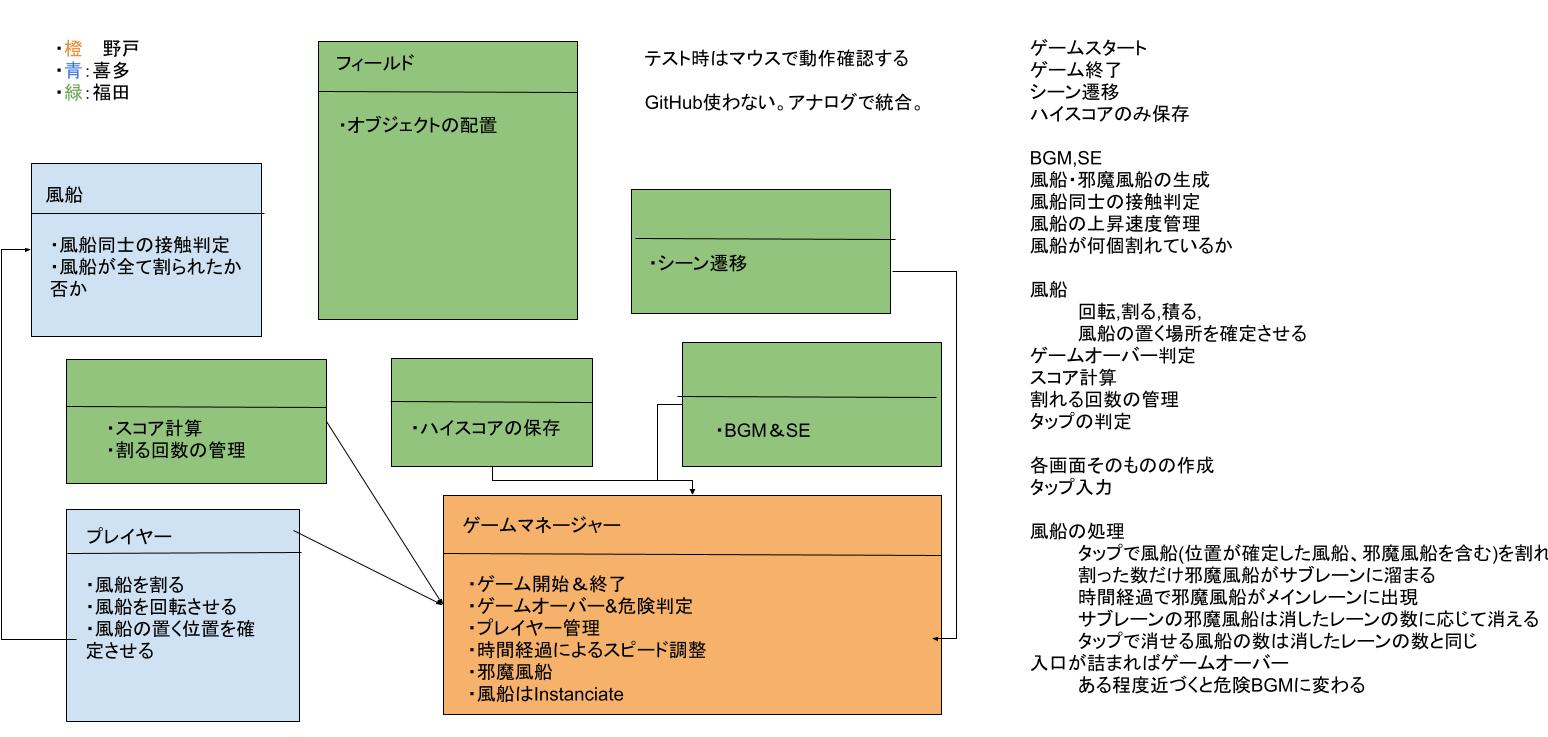 ・橙　野戸
・青：喜多
・緑：福田
フィールド
・オブジェクトの配置
テスト時はマウスで動作確認する
GitHub使わない。アナログで統合。
風船
・風船同士の接触判定
・風船が全て割られたか
否か
・シーン遷移
・スコア計算
・割る回数の管理
・ハイスコアの保存
・BGM＆SE
プレイヤー
・風船を割る
・風船を回転させる
・風船の置く位置を確
定させる
ゲームマネージャー
・ゲーム開始＆終了
・ゲームオーバー&危険判定
・プレイヤー管理
・時間経過によるスピード調整
・邪魔風船
・風船はInstanciate
ゲームスタート
ゲーム終了
シーン遷移
ハイスコアのみ保存
BGM,SE
風船・邪魔風船の生成
風船同士の接触判定
風船の上昇速度管理
風船が何個割れているか
風船
回転,割る,積る,
風船の置く場所を確定させる
ゲームオーバー判定
スコア計算
割れる回数の管理
タップの判定
各画面そのものの作成
タップ入力
風船の処理
タップで風船(位置が確定した風船、邪魔風船を含む)を割れ
割った数だけ邪魔風船がサブレーンに溜まる
時間経過で邪魔風船がメインレーンに出現
サブレーンの邪魔風船は消したレーンの数に応じて消える
タップで消せる風船の数は消したレーンの数と同じ
入口が詰まればゲームオーバー
ある程度近づくと危険BGMに変わる